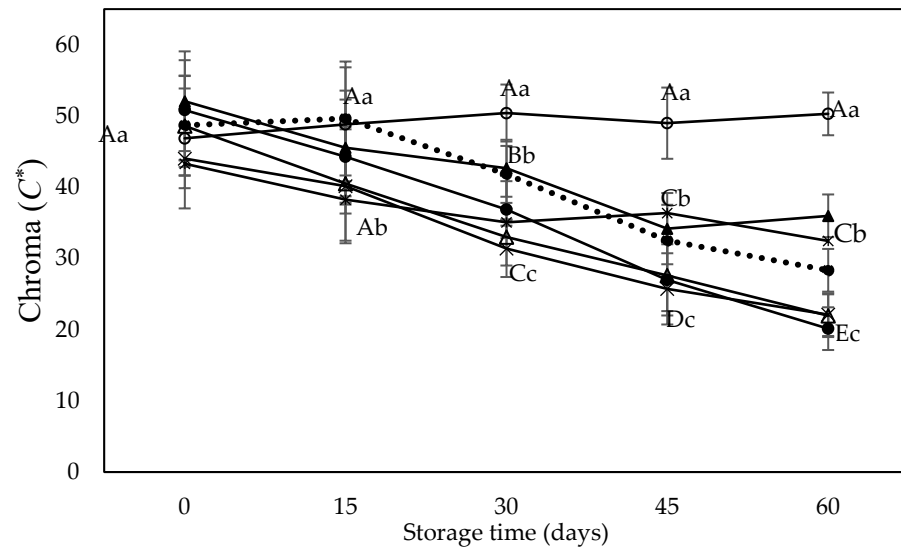 60
50
40
30
20
10
0
Chroma (C*)
Aa
Aa
Aa
Aa
Aa
Ab
Bb
Cc
Cb
Dc
Cb
Ec
0 15 30 45 60
Storage time (days)